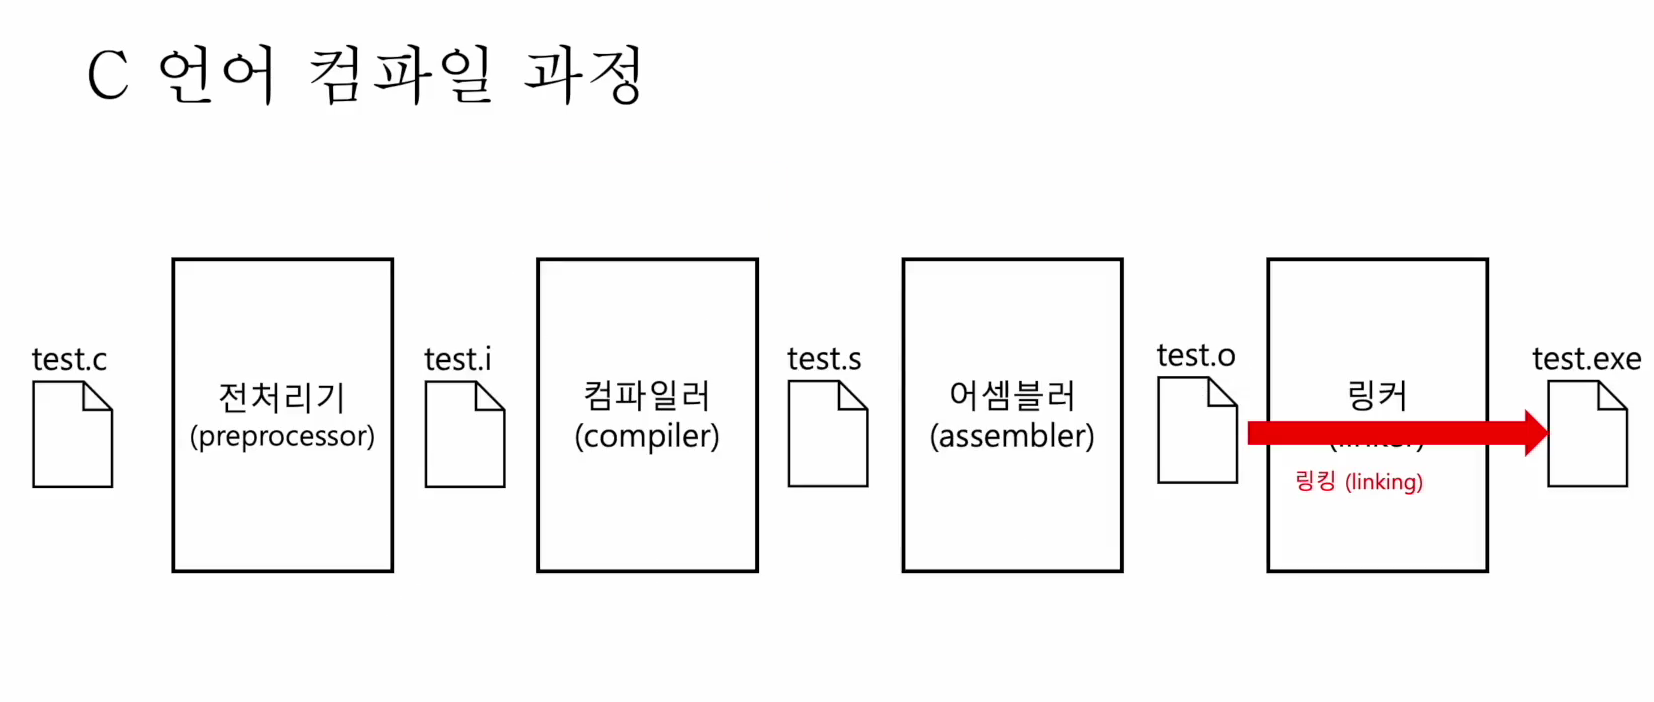 C 언어 컴파일 과정
test.c
전처리기
(preprocessor)
test.i
컴파일러
(compiler)
test.s
어셈블러
(assembler)
test.o
링커
링킹 (linking)
test.exe